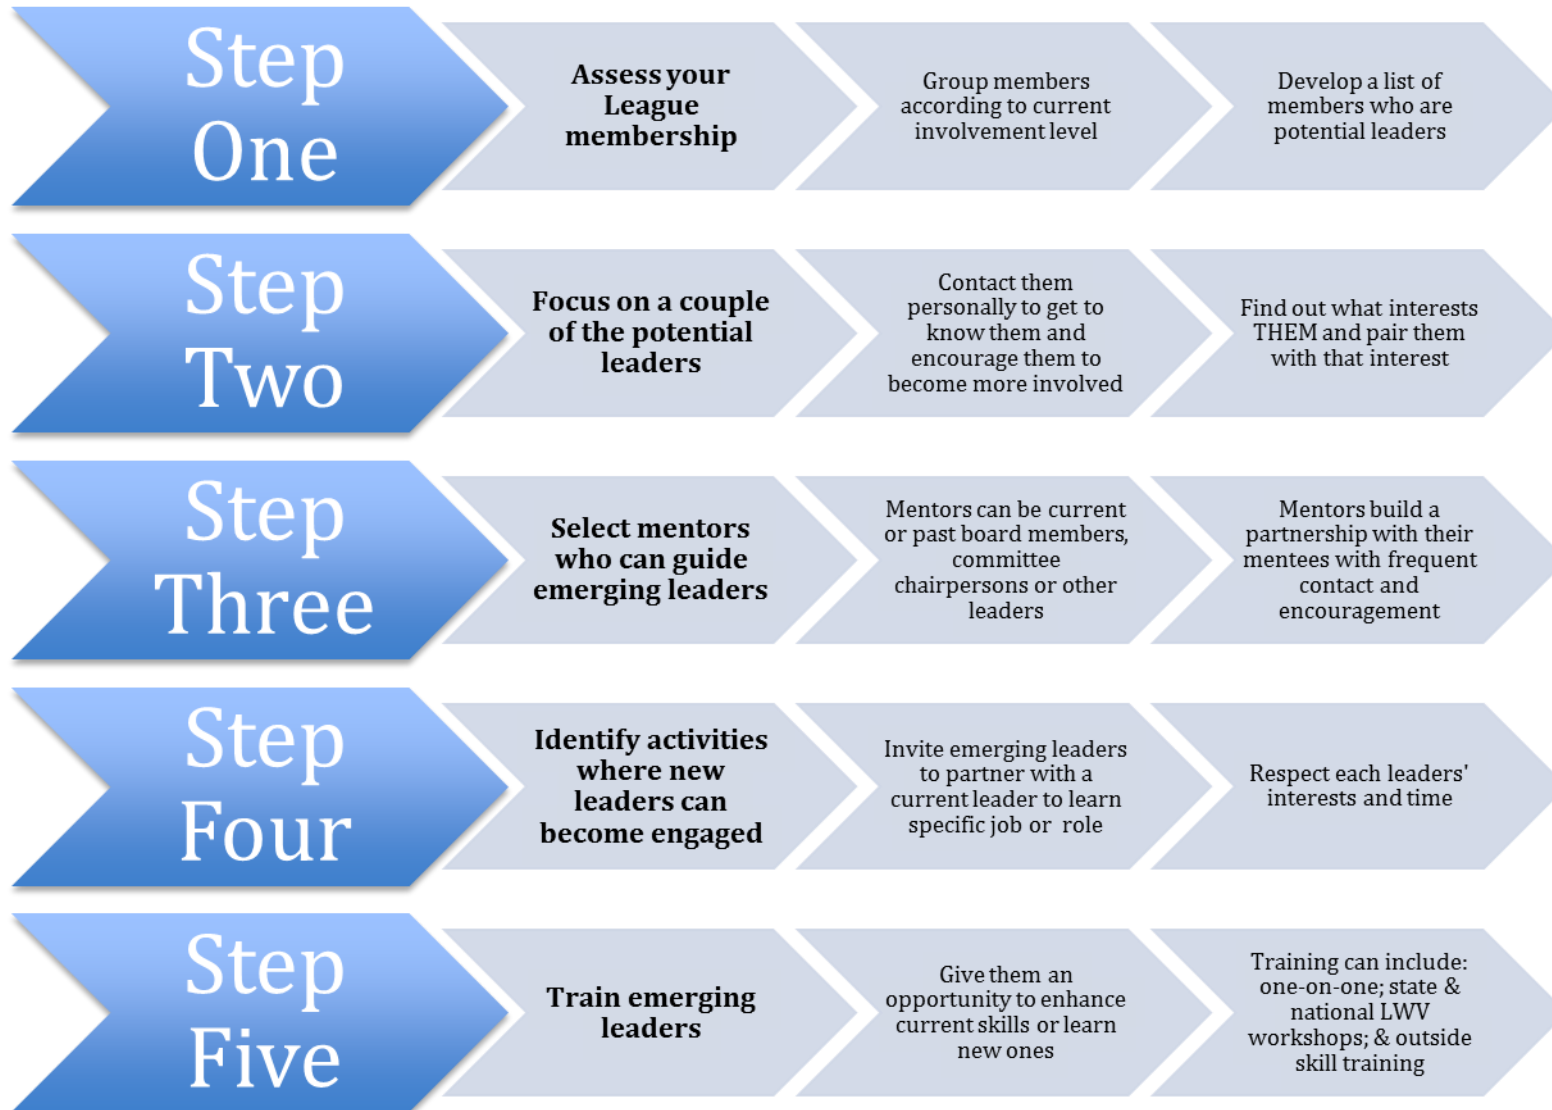 Step
One
Assess your
League
membership
Group members
according to current
involvement level
Develop a list of
members who are
potential leaders
Step
Two
Focus on a couple
of the potential
leaders
Contact them
personally to get to
know them and
encourage them to
become more involved
Find out what interests
THEM and pair them
with that interest
Step
Three
Select mentors
who can guide
emerging leaders
Mentors can be current
or past board members,
committee
chairpersons or other
leaders
Mentors build a
partnership with their
mentees with frequent
contact and
encouragement
Step
Four
Identify activities
where new
leaders can
become engaged
Invite emerging leaders
to partner with a
current leader to learn
specific job or role
Respect each leaders'
interests and time
Step
Five
Train emerging
leaders
Give them an
opportunity to enhance
current skills or learn
new ones
Training can include:
one-on-one; state &
national LWV
workshops; & outside
skill training